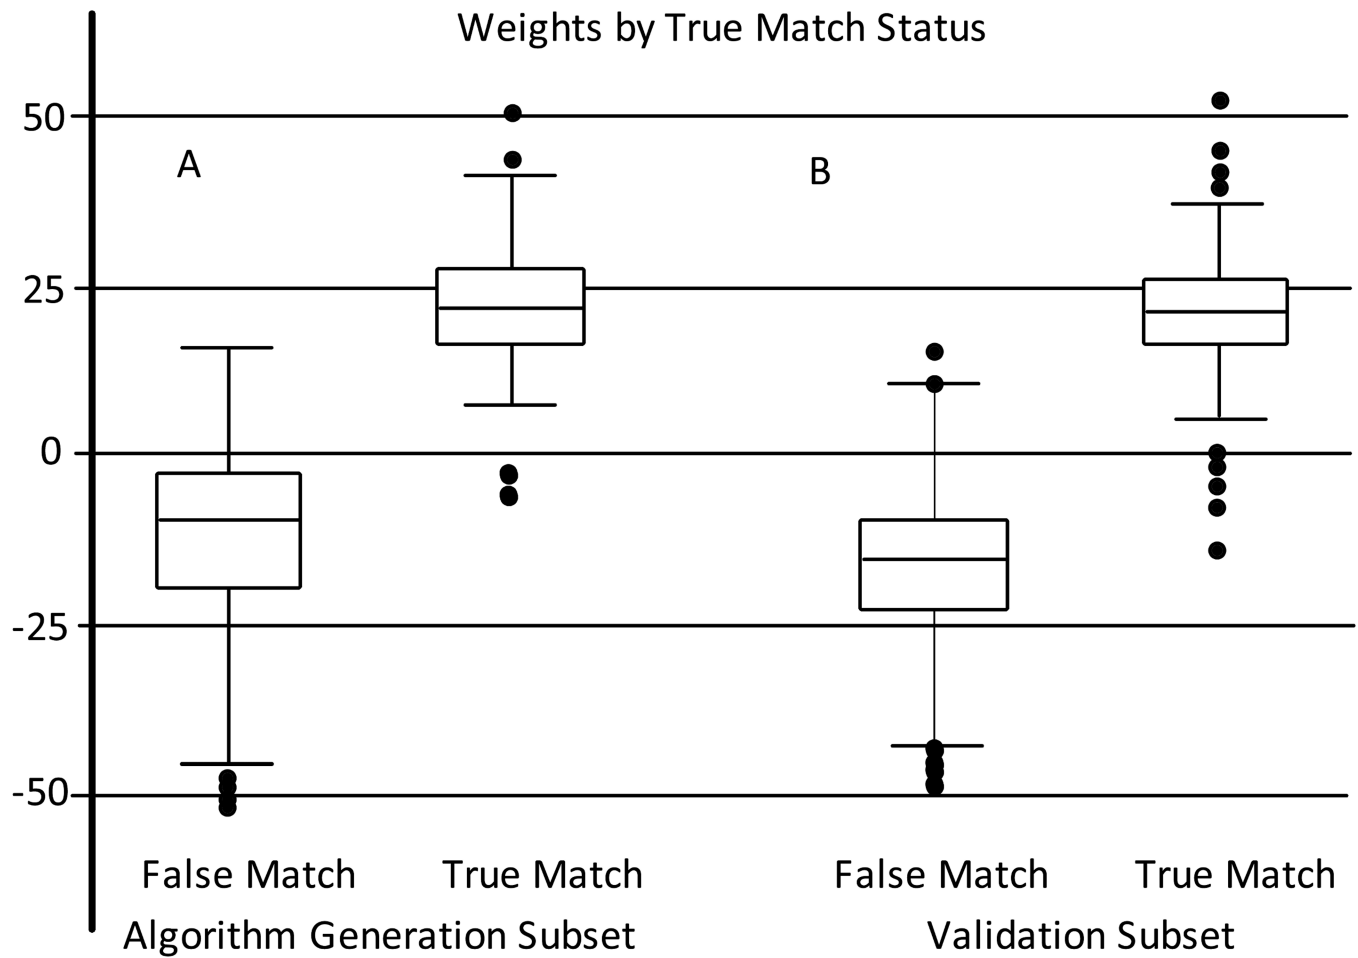 Weights by True Match Status
50
A
B
25
0
-25
-50
False Match
True Match
False Match
True Match
Algorithm Generation Subset
Validation Subset